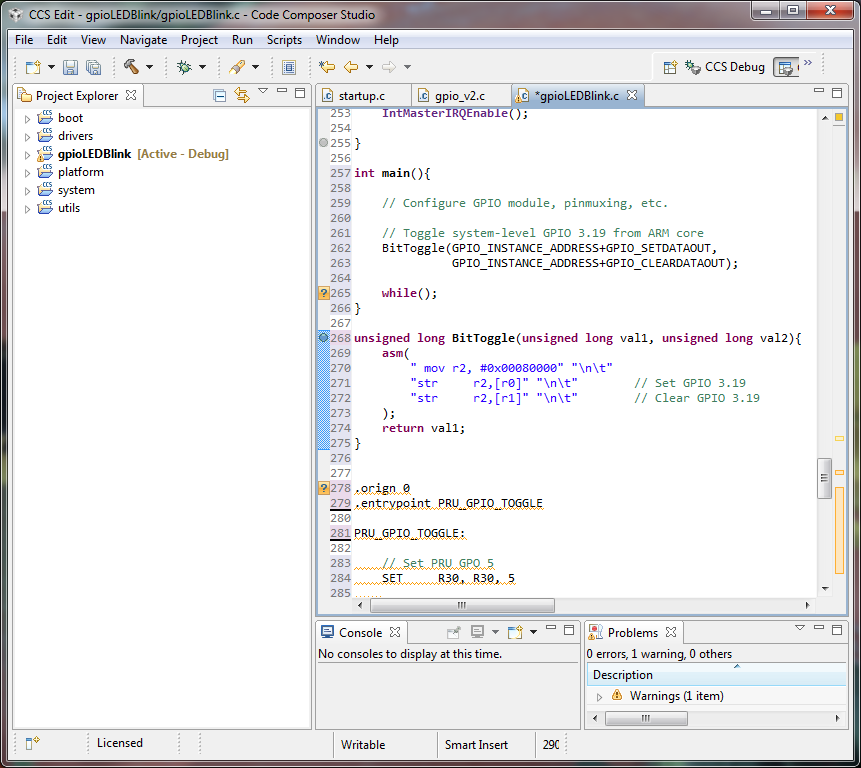 CCS Edit - gpioLEDBlink/gpioLEDBlink.c - Code Composer Studio
File Edit View Navigate Project Run Scripts Window Help
CCS Debug
Project Explorer
boot
drivers
gpioLEDBlink [Active - Debug]
platform
system
utils
startup.c gpio_v2.c *gpioLEDBlink.c
253 IntMasterIRQEnable();
254
255 }
256
257 int main(){
258
259 // Configure GPIO module, pinmuxing, etc.
260
261 // Toggle system-level GPIO 3.19 from ARM core
262 BitToggle(GPIO_INSTANCE_ADDRESS+GPIO_SETDATAOUT,
263 GPIO_INSTANCE_ADDRESS+GPIO_CLEARDATAOUT);
264
265 while();
266 }
267
268 unsigned long BitToggle(unsigned long val1, unsigned long val2){
269 asm(
270 " mov r2, #0x00080000" "\n\t"
271 "str r2,[r0]" "\n\t" // Set GPIO 3.19
272 "str r2,[r1]" "\n\t" // Clear GPIO 3.19
273 );
274 return val1;
275 }
276
277
278 .orign 0
279 .entrypoint PRU_GPIO_TOGGLE
280
281 PRU_GPIO_TOGGLE:
282
283 // Set PRU GPO 5
284 SET R30, R30, 5
285
Console
No consoles to display at this time.
Problems
0 errors, 1 warning, 0 others
Description
Warnings (1 item)
Licensed Writable Smart Insert 290